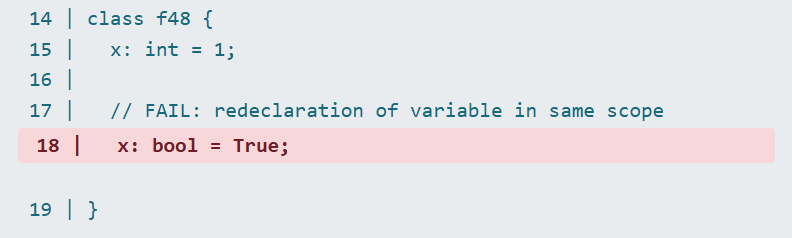 14 | class f48 {
15 |   x: int = 1;
16 |
17 |   // FAIL: redeclaration of variable in same scope
18 |   x: bool = True;
19 | }